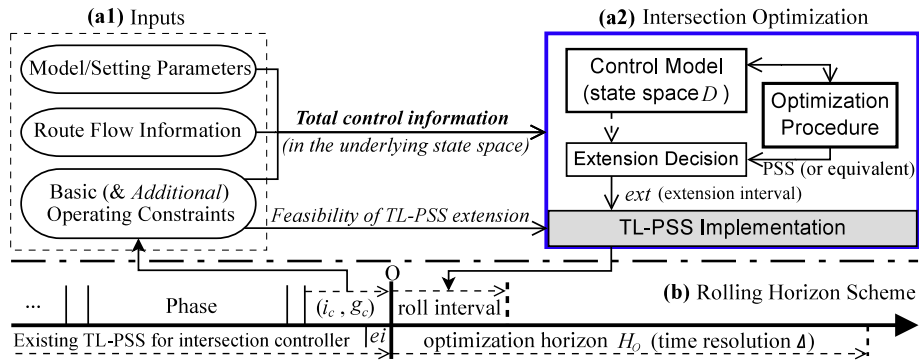 (a1) Inputs
(a2) Intersection Optimization
Model/Setting Parameters
Route Flow Information
Basic (& Additional)
Operating Constraints
Total control information
(in the underlying state space)
Feasibility of TL-PSS extension
Control Model
(state space D )
Optimization
Procedure
Extension Decision
PSS (or equivalent)
ext (extension interval)
TL-PSS Implementation
O
... Phase (i_c , g_c) roll interval
(b) Rolling Horizon Scheme
Existing TL-PSS for intersection controller ei optimization horizon H_O (time resolution Δ)